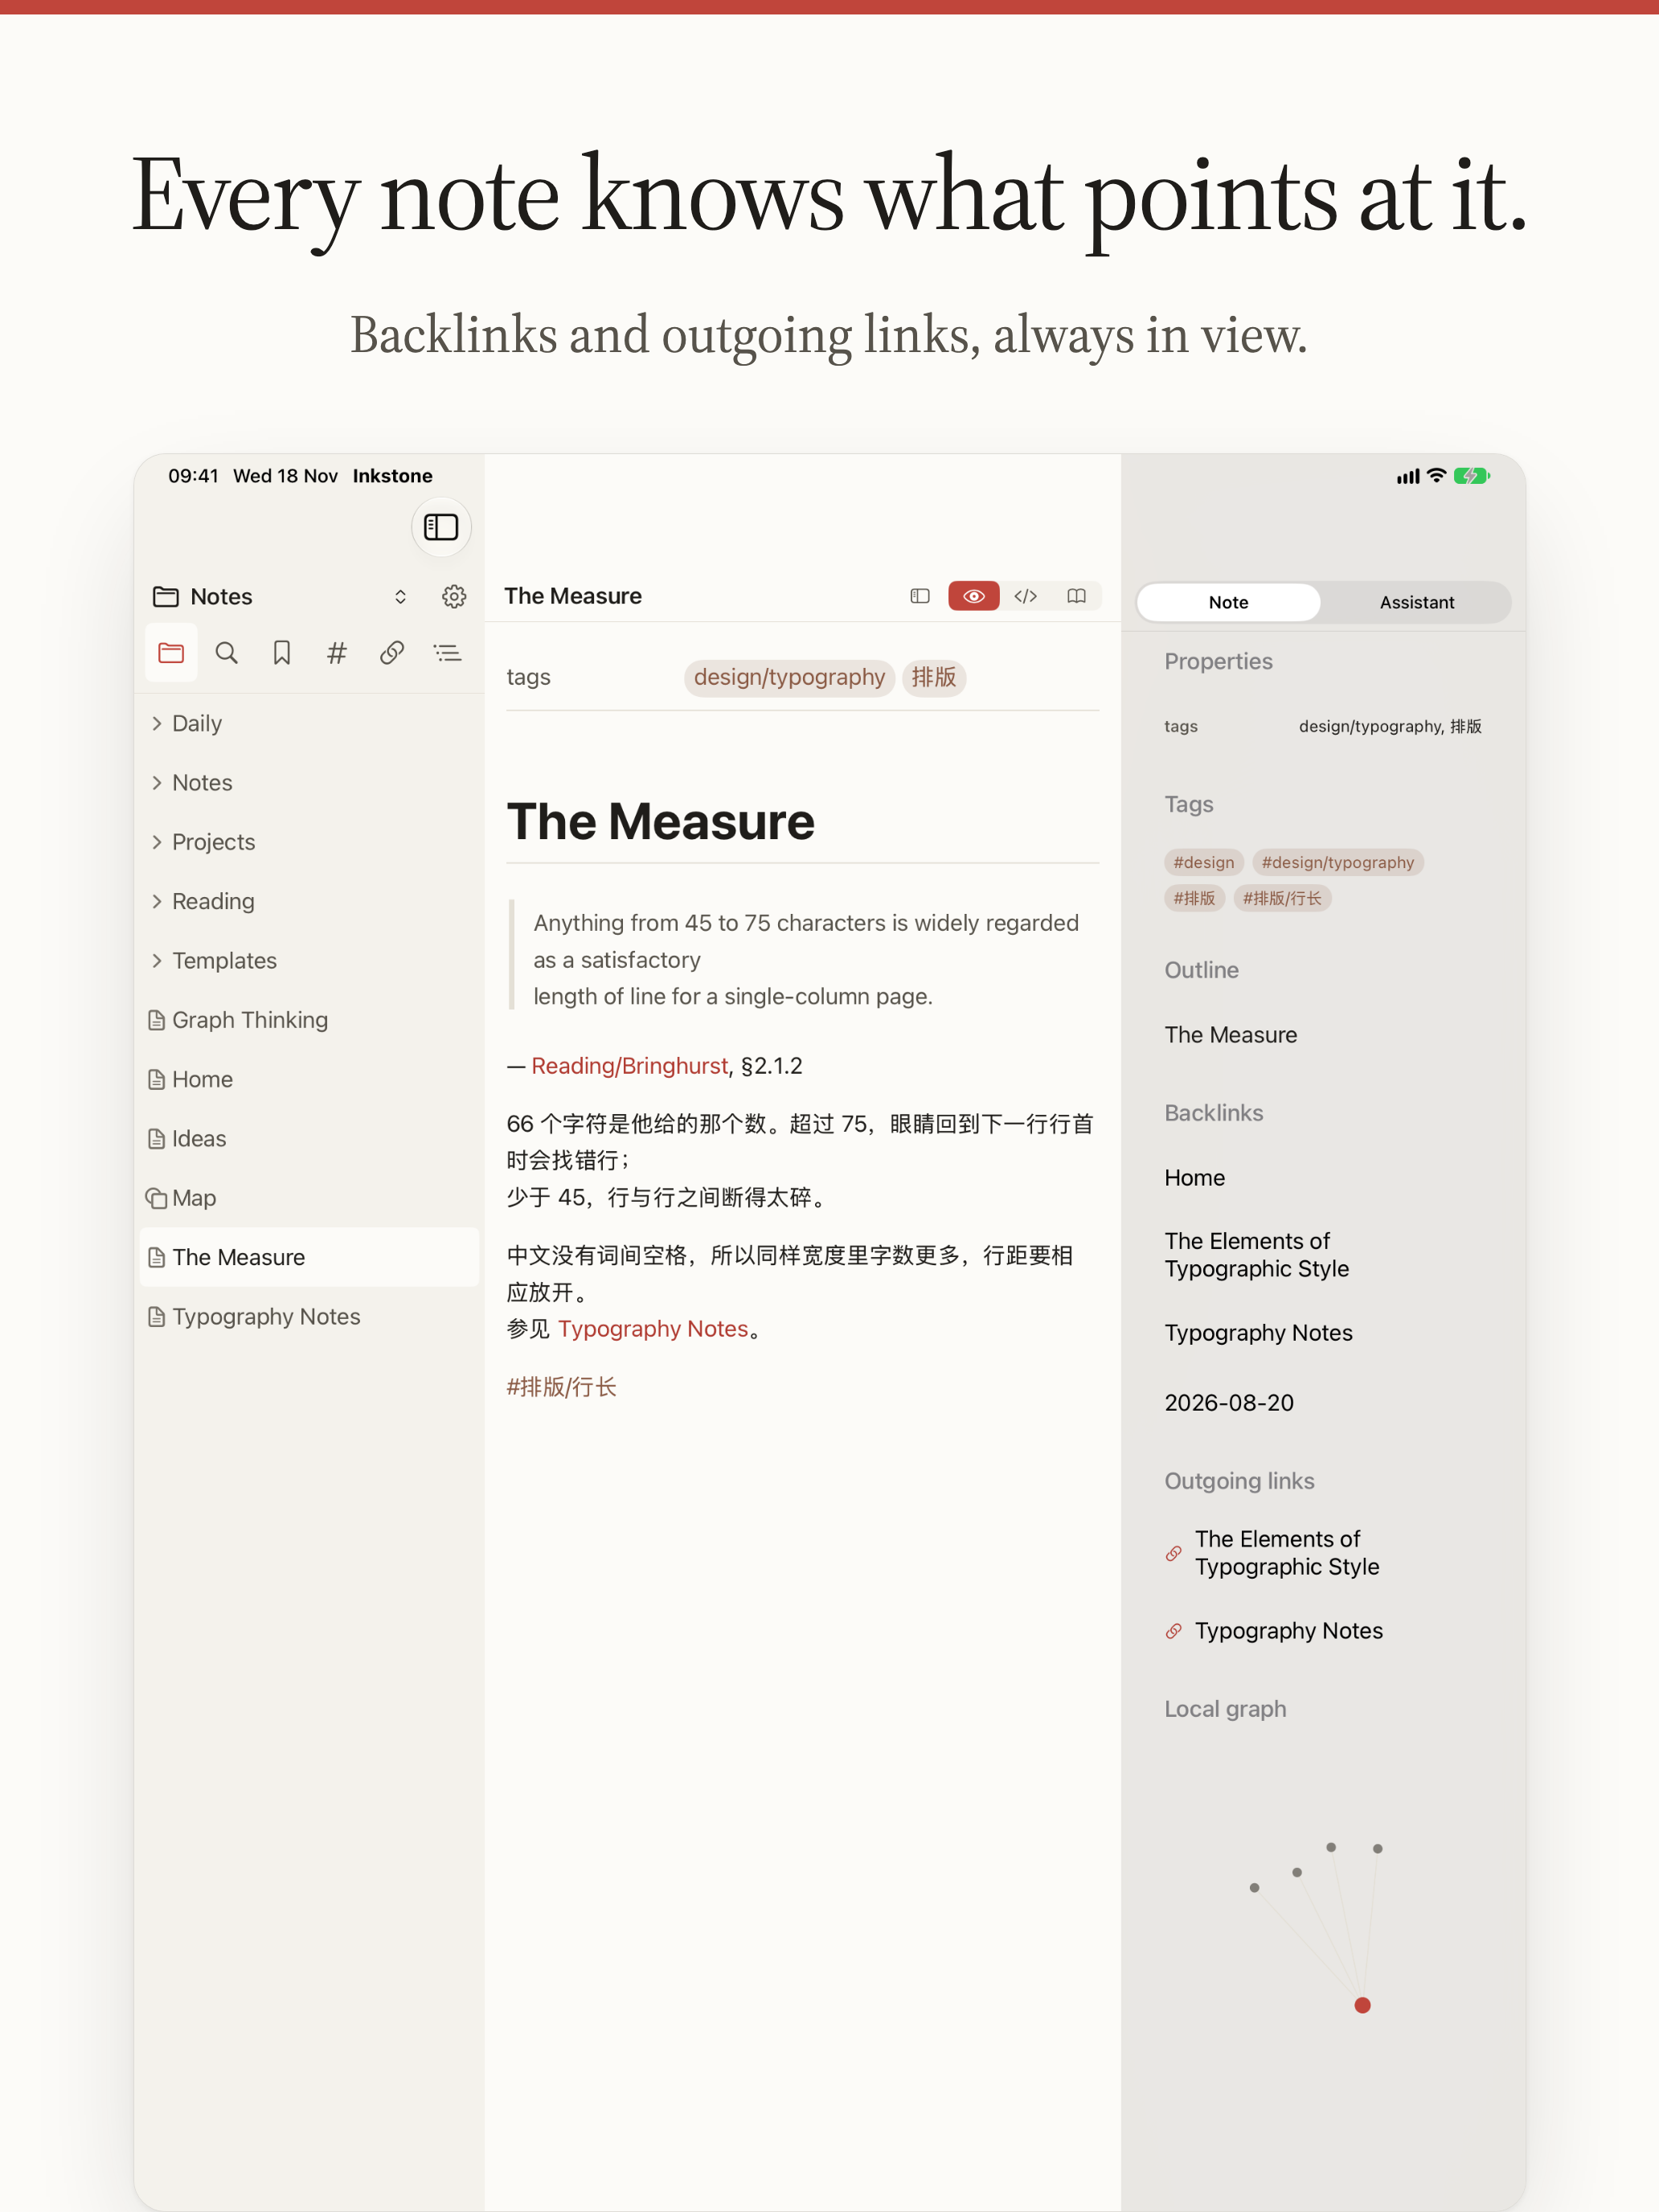 Every note knows what points at it.
Backlinks and outgoing links, always in view.
09:41 Wed 18 Nov Inkstone
Notes
Daily
Notes
Projects
Reading
Templates
Graph Thinking
Home
Ideas
Map
The Measure
Typography Notes
The Measure
tags design/typography 排版
The Measure
Anything from 45 to 75 characters is widely regarded
as a satisfactory
length of line for a single-column page.
— Reading/Bringhurst, §2.1.2
66 个字符是他给的那个数。超过 75，眼睛回到下一行行首
时会找错行；
少于 45，行与行之间断得太碎。
中文没有词间空格，所以同样宽度里字数更多，行距要相
应放开。
参见 Typography Notes。
#排版/行长
Note Assistant
Properties
tags design/typography, 排版
Tags
#design #design/typography
#排版 #排版/行长
Outline
The Measure
Backlinks
Home
The Elements of
Typographic Style
Typography Notes
2026-08-20
Outgoing links
The Elements of
Typographic Style
Typography Notes
Local graph